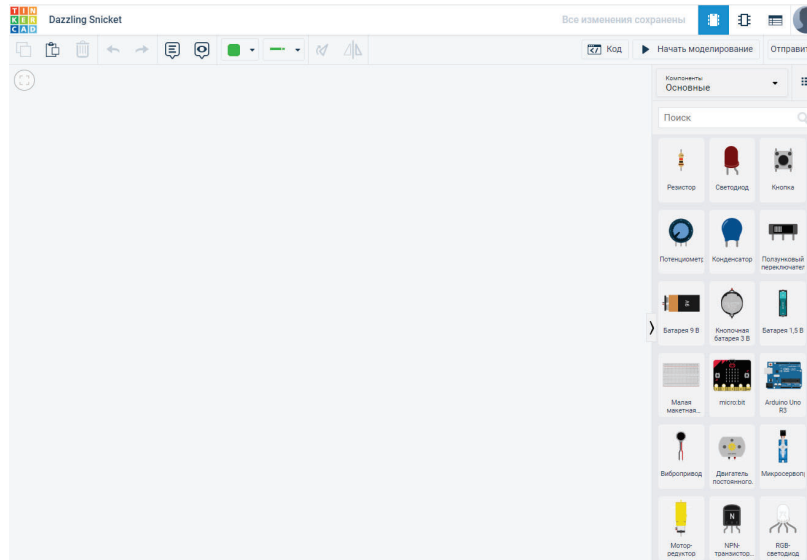 TIN
KER
CAD
Dazzling Snicket
Все изменения сохранены
Код
Начать моделирование
Отправит
Компоненты
Основные
Поиск
Резистор
Светодиод
Кнопка
Потенциометр
Конденсатор
Ползунковый
переключател
Батарея 9 В
Кнопочная
батарея 3 В
Батарея 1,5 В
Малая
макетная...
micro:bit
Arduino Uno
R3
Вибропривод
Двигатель
постоянного.
Микросервопр
Мотор-
редуктор
NPN-
транзистор...
RGB-
светодиод